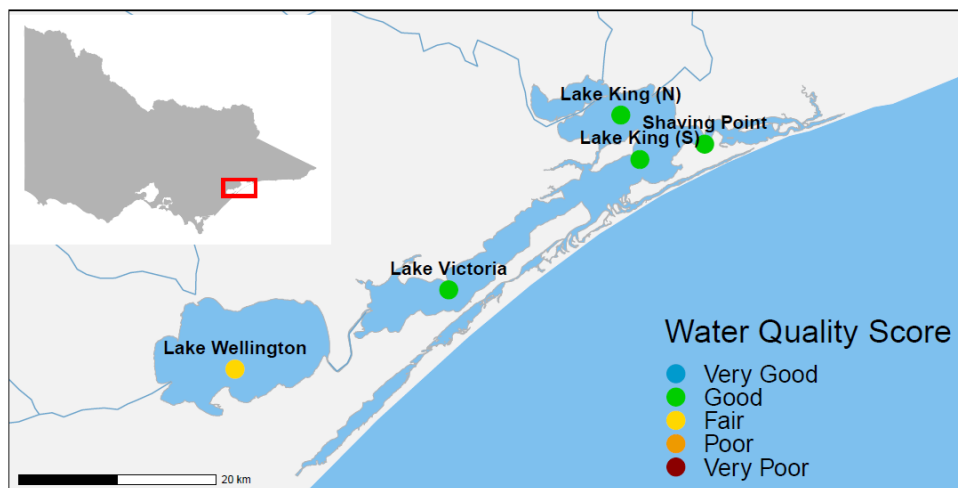 Lake King (N)
Shaving Point
Lake King (S)
Lake Victoria
Lake Wellington
Water Quality Score
Very Good
Good
Fair
Poor
Very Poor
20 km